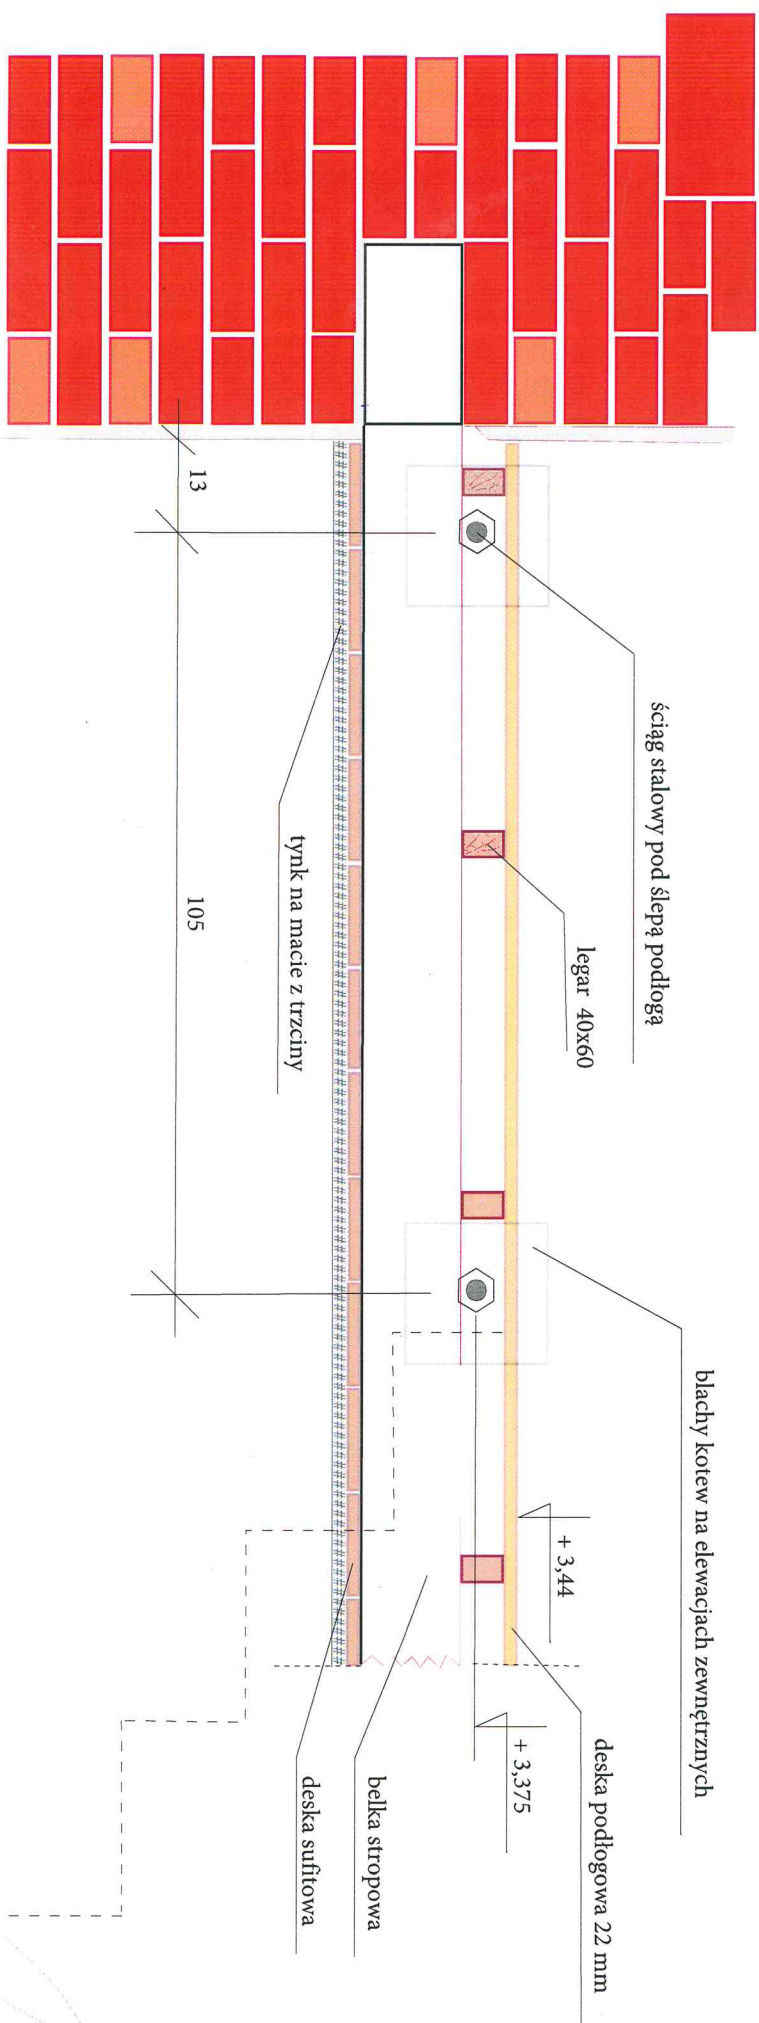 blachy kotew na elewacjach zewnętrznych
ściąg stalowy pod ślepą podłogą
deska podłogowa 22 mm
legar 40x60
+ 3,44
+ 3,375
belka stropowa
deska sufitowa
tynk na macie z trzciny
13
105